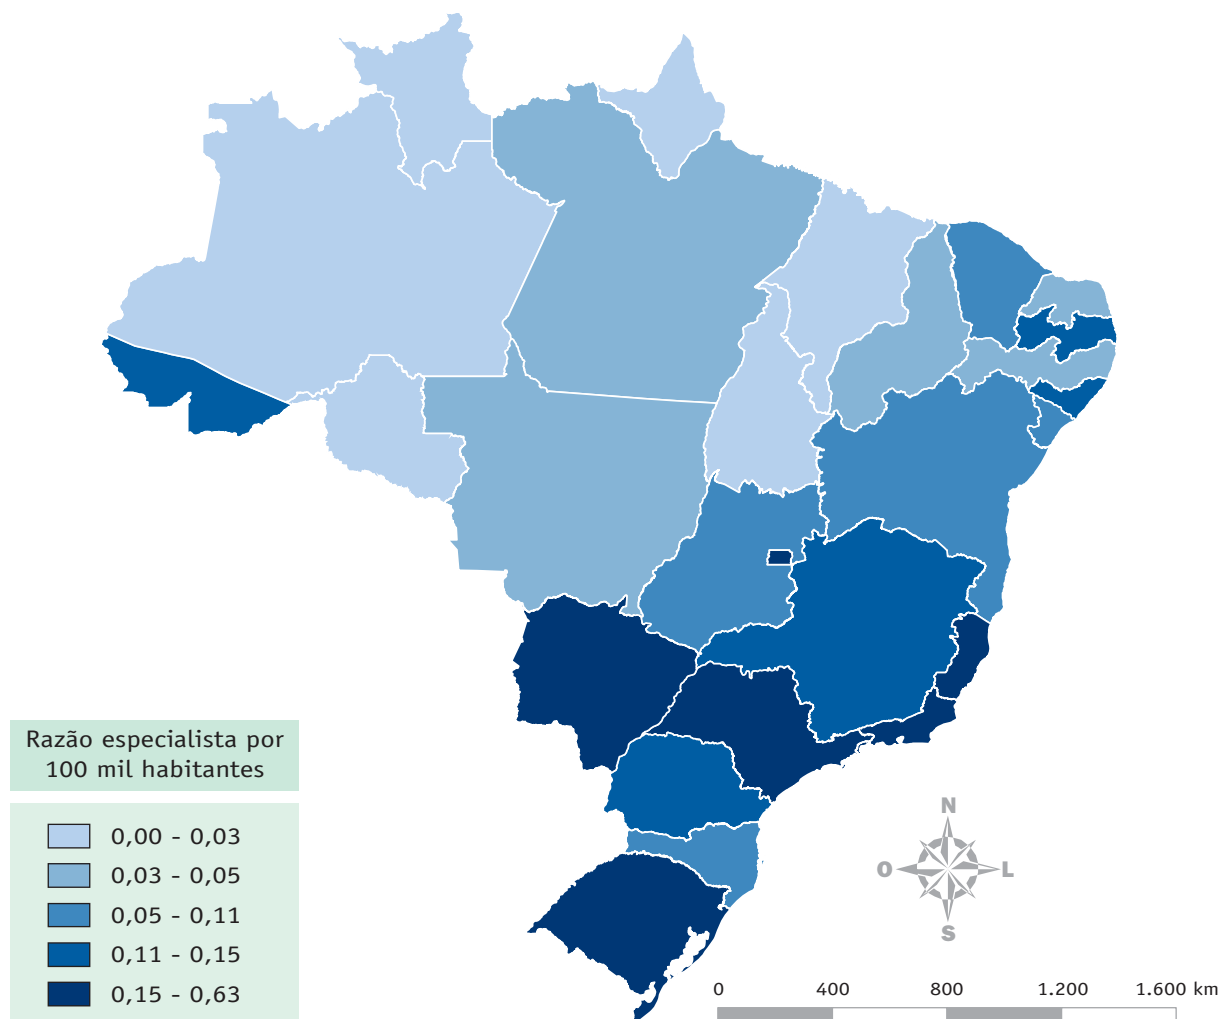 Razão especialista por
100 mil habitantes
0,00 - 0,03
0,03 - 0,05
0,05 - 0,11
0,11 - 0,15
0,15 - 0,63
N
O L
S
0 400 800 1.200 1.600 km